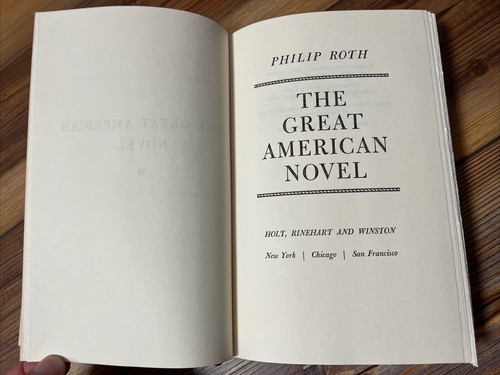 PHILIP ROTH
THE
GREAT
AMERICAN
NOVEL
HOLT, RINEHART AND WINSTON
New York | Chicago | San Francisco